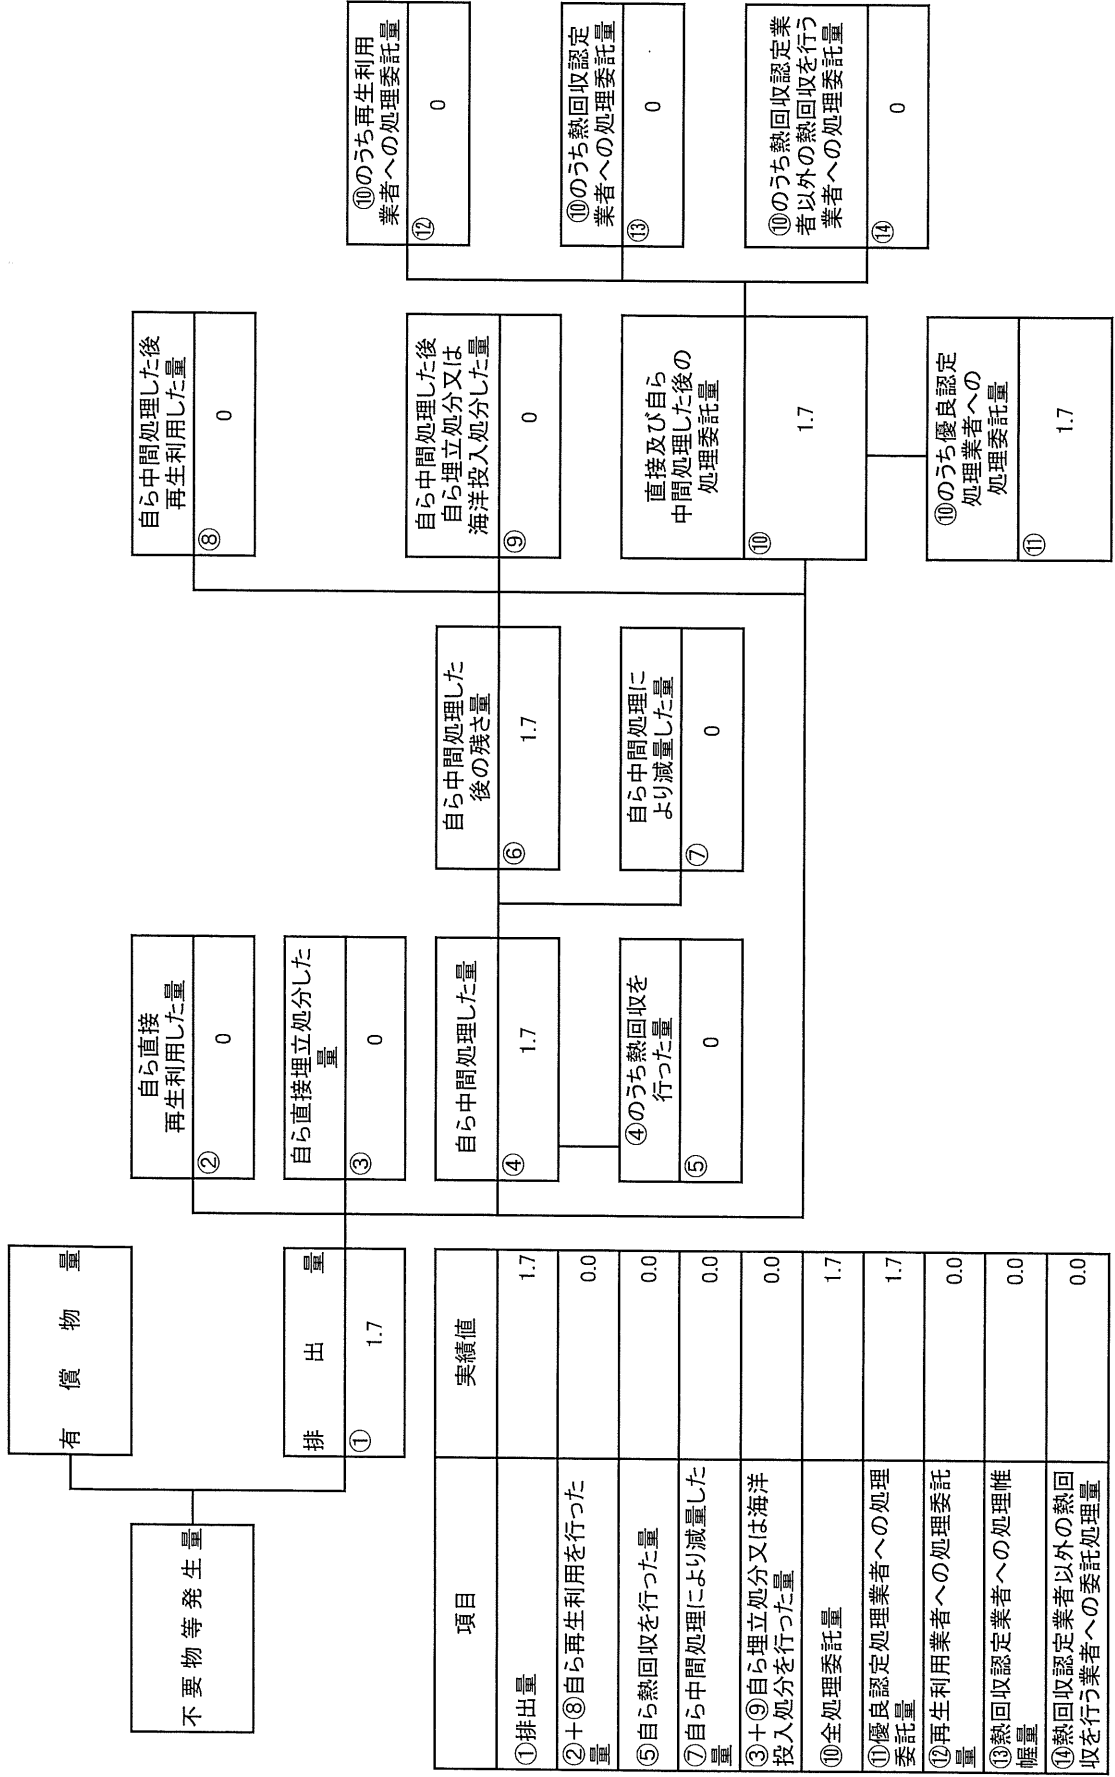 不要物等発生量
有償物量
排出量
①
1.7
自ら直接
再生利用した量
②
0
自ら直接埋立処分した
量
③
0
自ら中間処理した量
④
1.7
④のうち熱回収を
行った量
⑤
0
自ら中間処理した
後の残さ量
⑥
1.7
自ら中間処理に
より減量した量
⑦
0
自ら中間処理した後
再生利用した量
⑧
0
自ら中間処理した後
自ら埋立処分又は
海洋投入処分した量
⑨
0
直接及び自ら
中間処理した後の
処理委託量
⑩
1.7
⑩のうち優良認定
処理業者への
処理委託量
⑪
1.7
⑩のうち再生利用
業者への処理委託量
⑫
0
⑩のうち熱回収認定
業者への処理委託量
⑬
0
⑩のうち熱回収認定業
者以外の熱回収を行う
業者への処理委託量
⑭
0
項目 実績値
①排出量 1.7
②+⑧自ら再生利用を行った
量 0.0
⑤自ら熱回収を行った量 0.0
⑦自ら中間処理により減量した
量 0.0
③+⑨自ら埋立処分又は海洋
投入処分を行った量 0.0
⑩全処理委託量 1.7
⑪優良認定処理業者への処理
委託量 1.7
⑫再生利用業者への処理委託
量 0.0
⑬熱回収認定業者への処理帷
幄量 0.0
⑭熱回収認定業者以外の熱回
収を行う業者への委託処理量 0.0